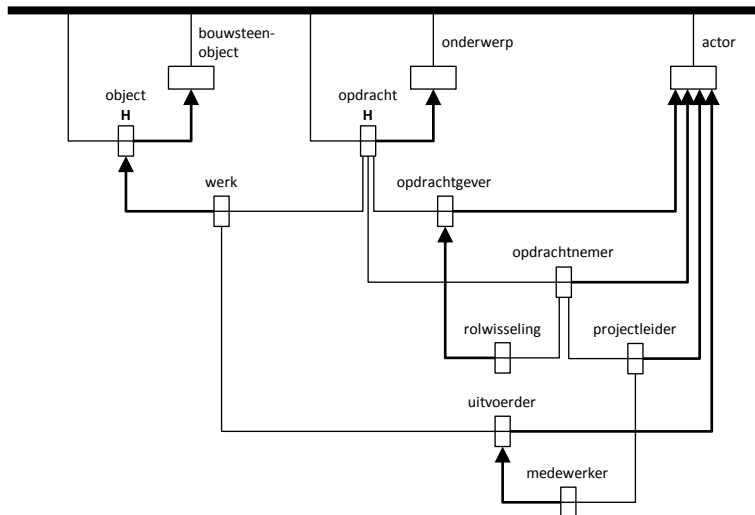 bouwsteen-
object
onderwerp
actor
object
H
opdracht
H
werk
opdrachtgever
opdrachtnemer
rolwisseling
projectleider
uitvoerder
medewerker